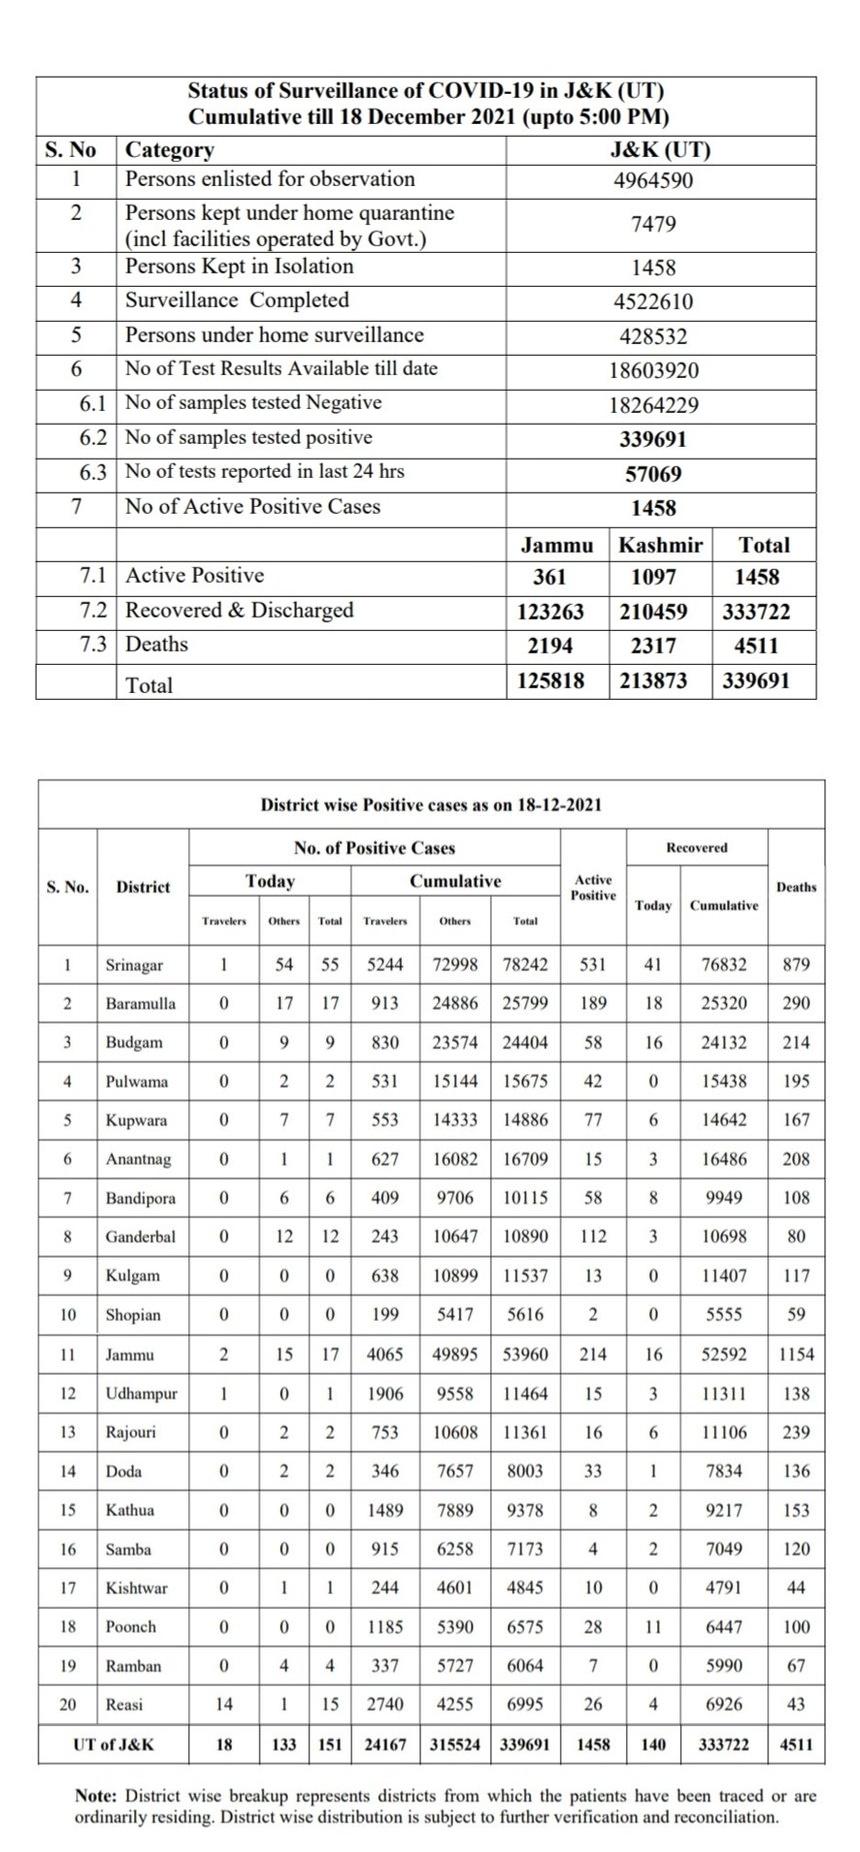 Status of Surveillance of COVID-19 in J&K (UT)
Cumulative till 18 December 2021 (upto 5:00 PM)
S. No Category J&K (UT)
1 Persons enlisted for observation 4964590
2 Persons kept under home quarantine
(incl facilities operated by Govt.) 7479
3 Persons Kept in Isolation 1458
4 Surveillance Completed 4522610
5 Persons under home surveillance 428532
6 No of Test Results Available till date 18603920
6.1 No of samples tested Negative 18264229
6.2 No of samples tested positive 339691
6.3 No of tests reported in last 24 hrs 57069
7 No of Active Positive Cases 1458
Jammu Kashmir Total
7.1 Active Positive 361 1097 1458
7.2 Recovered & Discharged 123263 210459 333722
7.3 Deaths 2194 2317 4511
Total 125818 213873 339691
District wise Positive cases as on 18-12-2021
S. No. District No. of Positive Cases Active Positive Recovered Deaths
Today Cumulative Today Cumulative
Travelers Others Total Travelers Others Total
1 Srinagar 1 54 55 5244 72998 78242 531 41 76832 879
2 Baramulla 0 17 17 913 24886 25799 189 18 25320 290
3 Budgam 0 9 9 830 23574 24404 58 16 24132 214
4 Pulwama 0 2 2 531 15144 15675 42 0 15438 195
5 Kupwara 0 7 7 553 14333 14886 77 6 14642 167
6 Anantnag 0 1 1 627 16082 16709 15 3 16486 208
7 Bandipora 0 6 6 409 9706 10115 58 8 9949 108
8 Ganderbal 0 12 12 243 10647 10890 112 3 10698 80
9 Kulgam 0 0 0 638 10899 11537 13 0 11407 117
10 Shopian 0 0 0 199 5417 5616 2 0 5555 59
11 Jammu 2 15 17 4065 49895 53960 214 16 52592 1154
12 Udhampur 1 0 1 1906 9558 11464 15 3 11311 138
13 Rajouri 0 2 2 753 10608 11361 16 6 11106 239
14 Doda 0 2 2 346 7657 8003 33 1 7834 136
15 Kathua 0 0 0 1489 7889 9378 8 2 9217 153
16 Samba 0 0 0 915 6258 7173 4 2 7049 120
17 Kishtwar 0 1 1 244 4601 4845 10 0 4791 44
18 Poonch 0 0 0 1185 5390 6575 28 11 6447 100
19 Ramban 0 4 4 337 5727 6064 7 0 5990 67
20 Reasi 14 1 15 2740 4255 6995 26 4 6926 43
UT of J&K 18 133 151 24167 315524 339691 1458 140 333722 4511
Note: District wise breakup represents districts from which the patients have been traced or are
ordinarily residing. District wise distribution is subject to further verification and reconciliation.